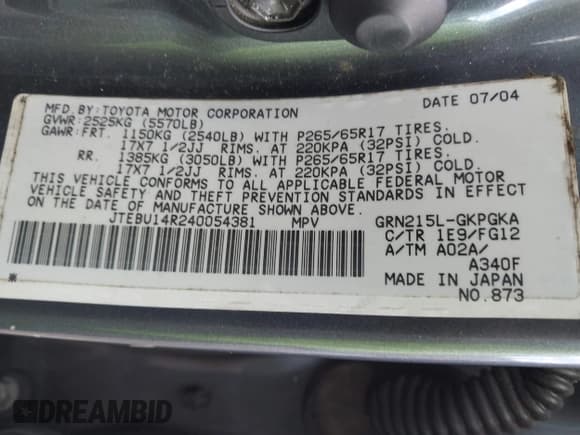 MFD.BY:TOYOTA MOTOR CORPORATION DATE 07/04
GVWR:2525KG (5570LB)
GAWR:FRT. 1150KG (2540LB) WITH P265/65R17 TIRES.
17X7 1/2JJ RIMS. AT 220KPA (32PSI) COLD.
RR. 1385KG (3050LB) WITH P265/65R17 TIRES.
17X7 1/2JJ RIMS. AT 220KPA (32PSI) COLD.
THIS VEHICLE CONFORMS TO ALL APPLICABLE FEDERAL MOTOR
VEHICLE SAFETY AND THEFT PREVENTION STANDARDS IN EFFECT
ON THE DATE OF MANUFACTURE SHOWN ABOVE.
JTEBU14R240054381 MPV GRN215L-GKPGKA
C/TR 1E9/FG12
A/TM A02A/
A340F
MADE IN JAPAN
NO.873
DREAMBID